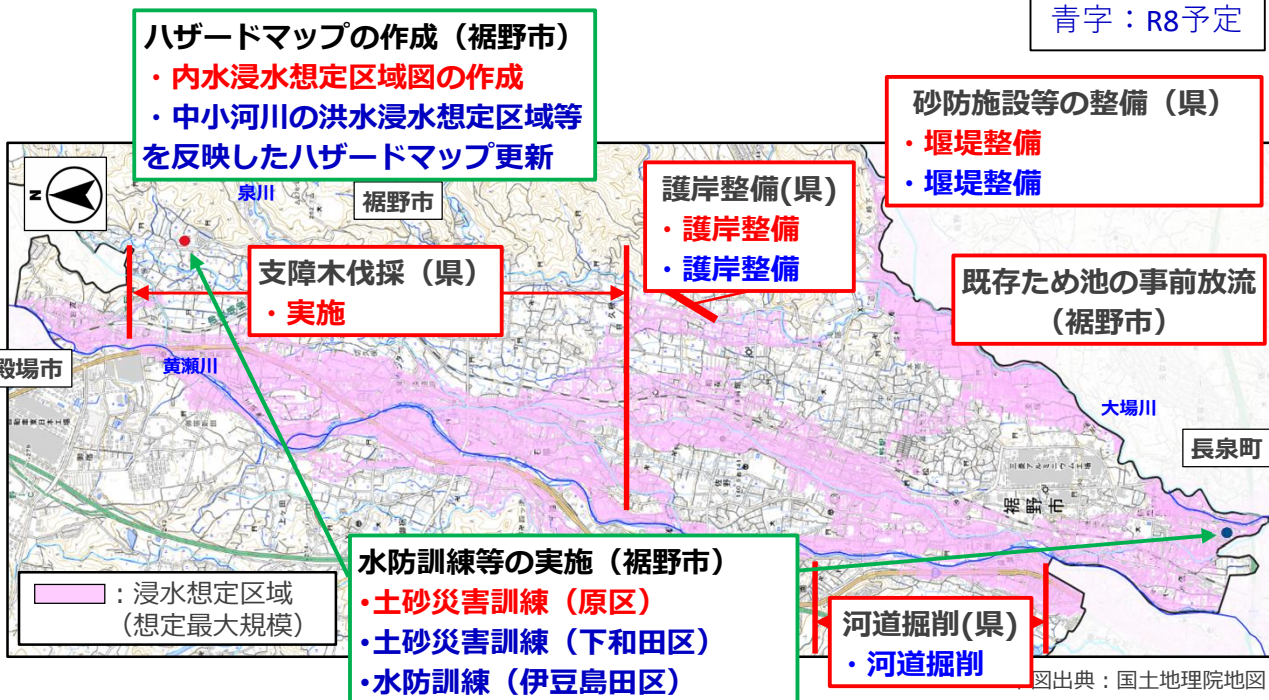 青字：R8予定
ハザードマップの作成（裾野市）
・内水浸水想定区域図の作成
・中小河川の洪水浸水想定区域等
を反映したハザードマップ更新
砂防施設等の整備（県）
・堰堤整備
・堰堤整備
N
泉川
裾野市
護岸整備(県)
・護岸整備
・護岸整備
支障木伐採（県）
・実施
既存ため池の事前放流
（裾野市）
殿場市
黄瀬川
大場川
長泉町
裾野市
水防訓練等の実施（裾野市）
•土砂災害訓練（原区）
•土砂災害訓練（下和田区）
•水防訓練（伊豆島田区）
：浸水想定区域
（想定最大規模）
河道掘削(県)
・河道掘削
図出典：国土地理院地図